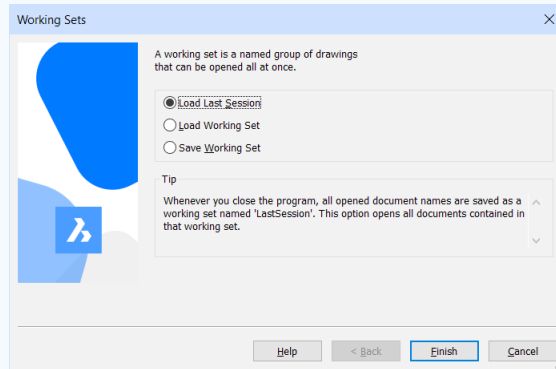 Working Sets
A working set is a named group of drawings
that can be opened all at once.
Load Last Session
Load Working Set
Save Working Set
Tip
Whenever you close the program, all opened document names are saved as a
working set named 'LastSession'. This option opens all documents contained in
that working set.
Help
< Back
Finish
Cancel